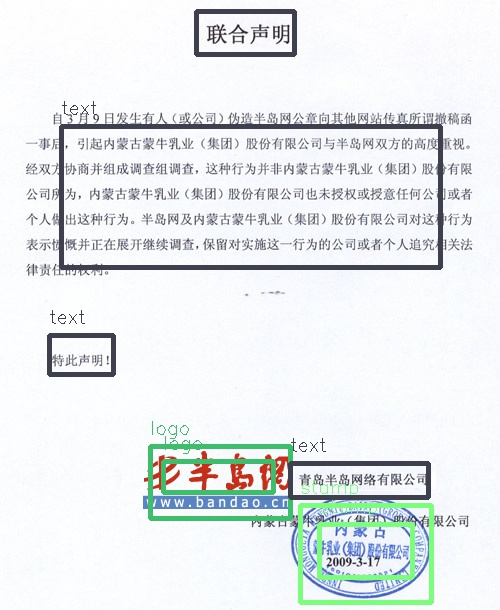 联合声明
text
自3月9日发生有人（或公司）伪造半岛网公章向其他网站传真所谓撤稿函
一事后，引起内蒙古蒙牛乳业（集团）股份有限公司与半岛网双方的高度重视。
经双方协商并组成调查组调查，这种行为并非内蒙古蒙牛乳业（集团）股份有限
公司所为，内蒙古蒙牛乳业（集团）股份有限公司也未授权或授意任何公司或者
个人做出这种行为。半岛网及内蒙古蒙牛乳业（集团）股份有限公司对这种行为
表示愤慨并正在展开继续调查，保留对实施这一行为的公司或者个人追究相关法
律责任的权利。
text
特此声明！
logo
logo
text
半岛網
www.bandao.cn
青岛半岛网络有限公司
stamp
内蒙古蒙牛乳业（集团）股份有限公司
内蒙古
蒙牛乳业（集团）股份有限公司
2009-3-17